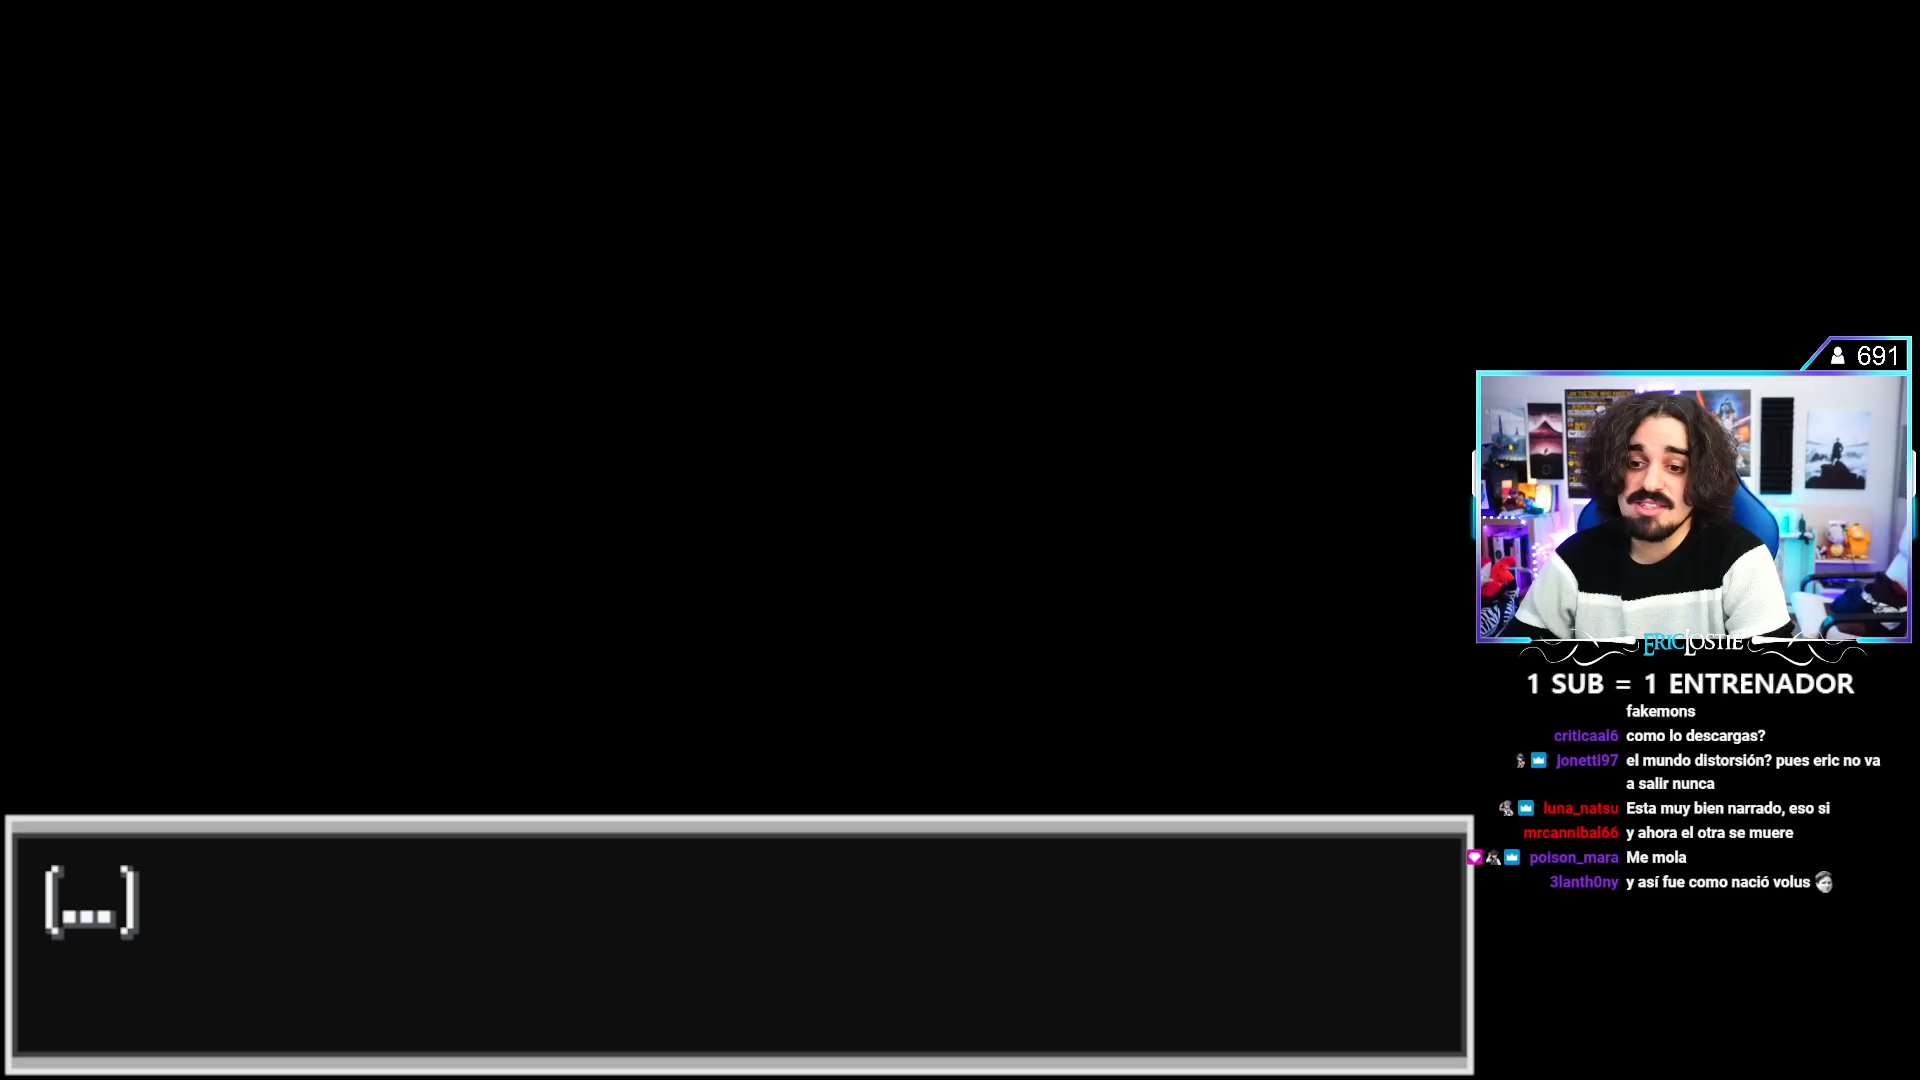 691
ERICLOSTIE
1 SUB = 1 ENTRENADOR
fakemons
criticaal6 como lo descargas?
jonetti97 el mundo distorsión? pues eric no va
a salir nunca
luna_natsu Esta muy bien narrado, eso si
mrcannibal66 y ahora el otra se muere
poison_mara Me mola
3lanth0ny y así fue como nació volus
[...]